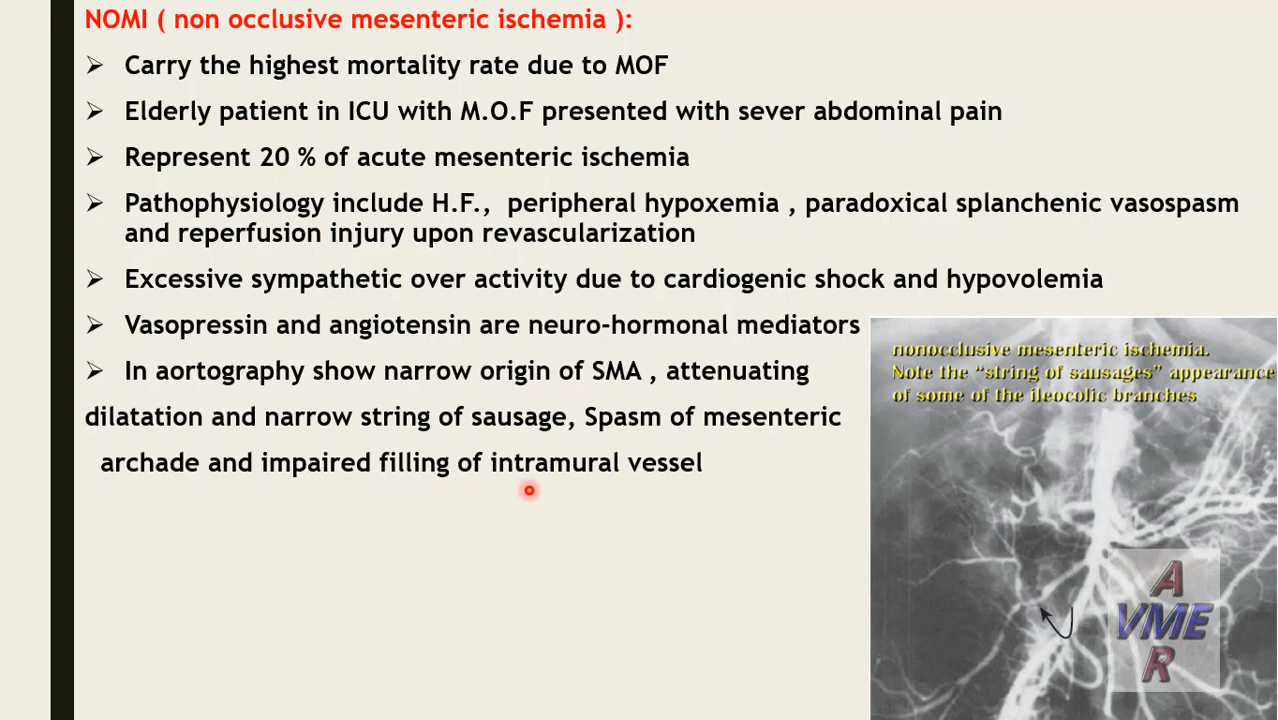 NOMI ( non occlusive mesenteric ischemia ):
➤ Carry the highest mortality rate due to MOF
➤ Elderly patient in ICU with M.O.F presented with sever abdominal pain
➤ Represent 20 % of acute mesenteric ischemia
➤ Pathophysiology include H.F., peripheral hypoxemia , paradoxical splanchenic vasospasm
and reperfusion injury upon revascularization
➤ Excessive sympathetic over activity due to cardiogenic shock and hypovolemia
➤ Vasopressin and angiotensin are neuro-hormonal mediators
➤ In aortography show narrow origin of SMA , attenuating
dilatation and narrow string of sausage, Spasm of mesenteric
archade and impaired filling of intramural vessel
nonocclusive mesenteric ischemia.
Note the "string of sausages" appearance
of some of the ileocolic branches
A
VME
R